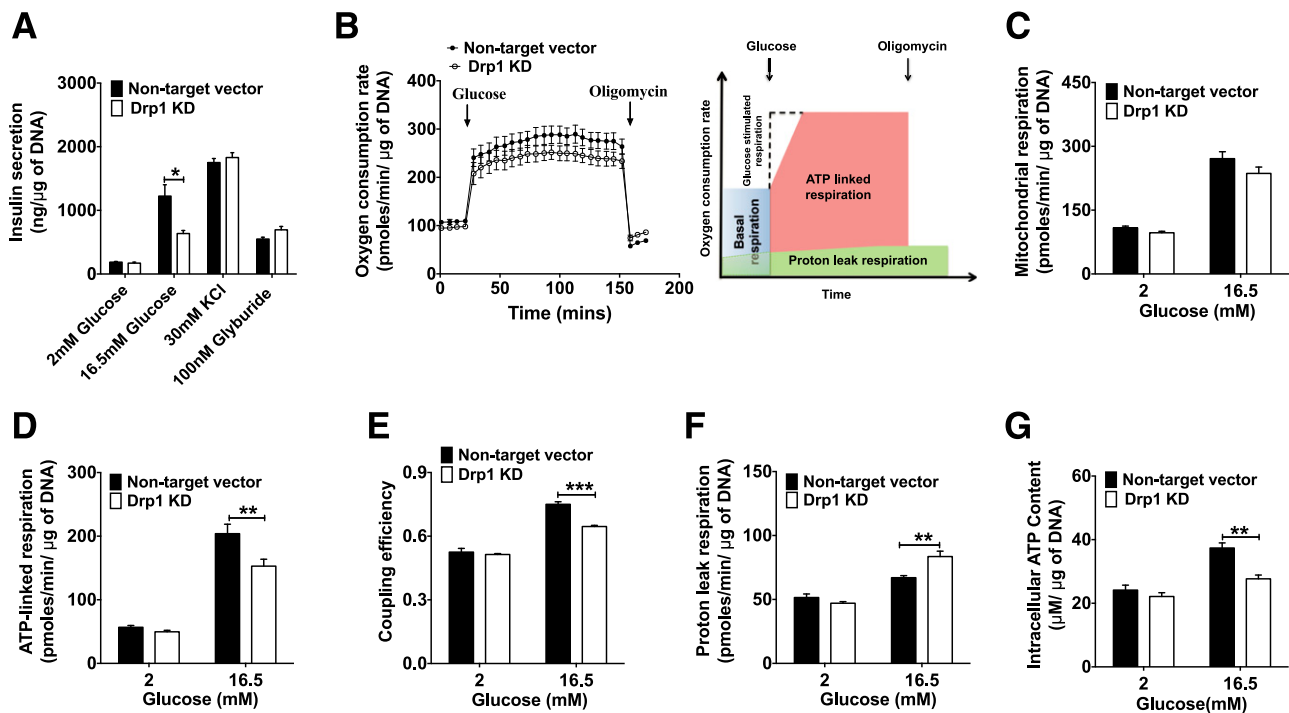 A
Insulin secretion
(ng/µg of DNA)
3000
2000
1000
0
Non-target vector
Drp1 KD
*
2mM Glucose
16.5mM Glucose
30mM KCl
100nM Glyburide
B
Non-target vector
Drp1 KD
Glucose
Oligomycin
Oxygen consumption rate
(pmoles/min/ µg of DNA)
400
300
200
100
0
0
50
100
150
200
Time (mins)
Glucose
Oligomycin
Oxygen consumption rate
Glucose stimulated
respiration
Basal
respiration
ATP linked
respiration
Proton leak respiration
Time
C
Mitochondrial respiration
(pmoles/min/ µg of DNA)
450
300
150
0
Non-target vector
Drp1 KD
2
16.5
Glucose (mM)
D
ATP-linked respiration
(pmoles/min/ µg of DNA)
300
200
100
0
Non-target vector
Drp1 KD
**
2
16.5
Glucose (mM)
E
Coupling efficiency
0.9
0.6
0.3
0.0
Non-target vector
Drp1 KD
***
2
16.5
Glucose (mM)
F
Proton leak respiration
(pmoles/min/ µg of DNA)
150
100
50
0
Non-target vector
Drp1 KD
**
2
16.5
Glucose (mM)
G
Intracellular ATP Content
(µM/ µg of DNA)
60
40
20
0
Non-target vector
Drp1 KD
**
2
16.5
Glucose(mM)